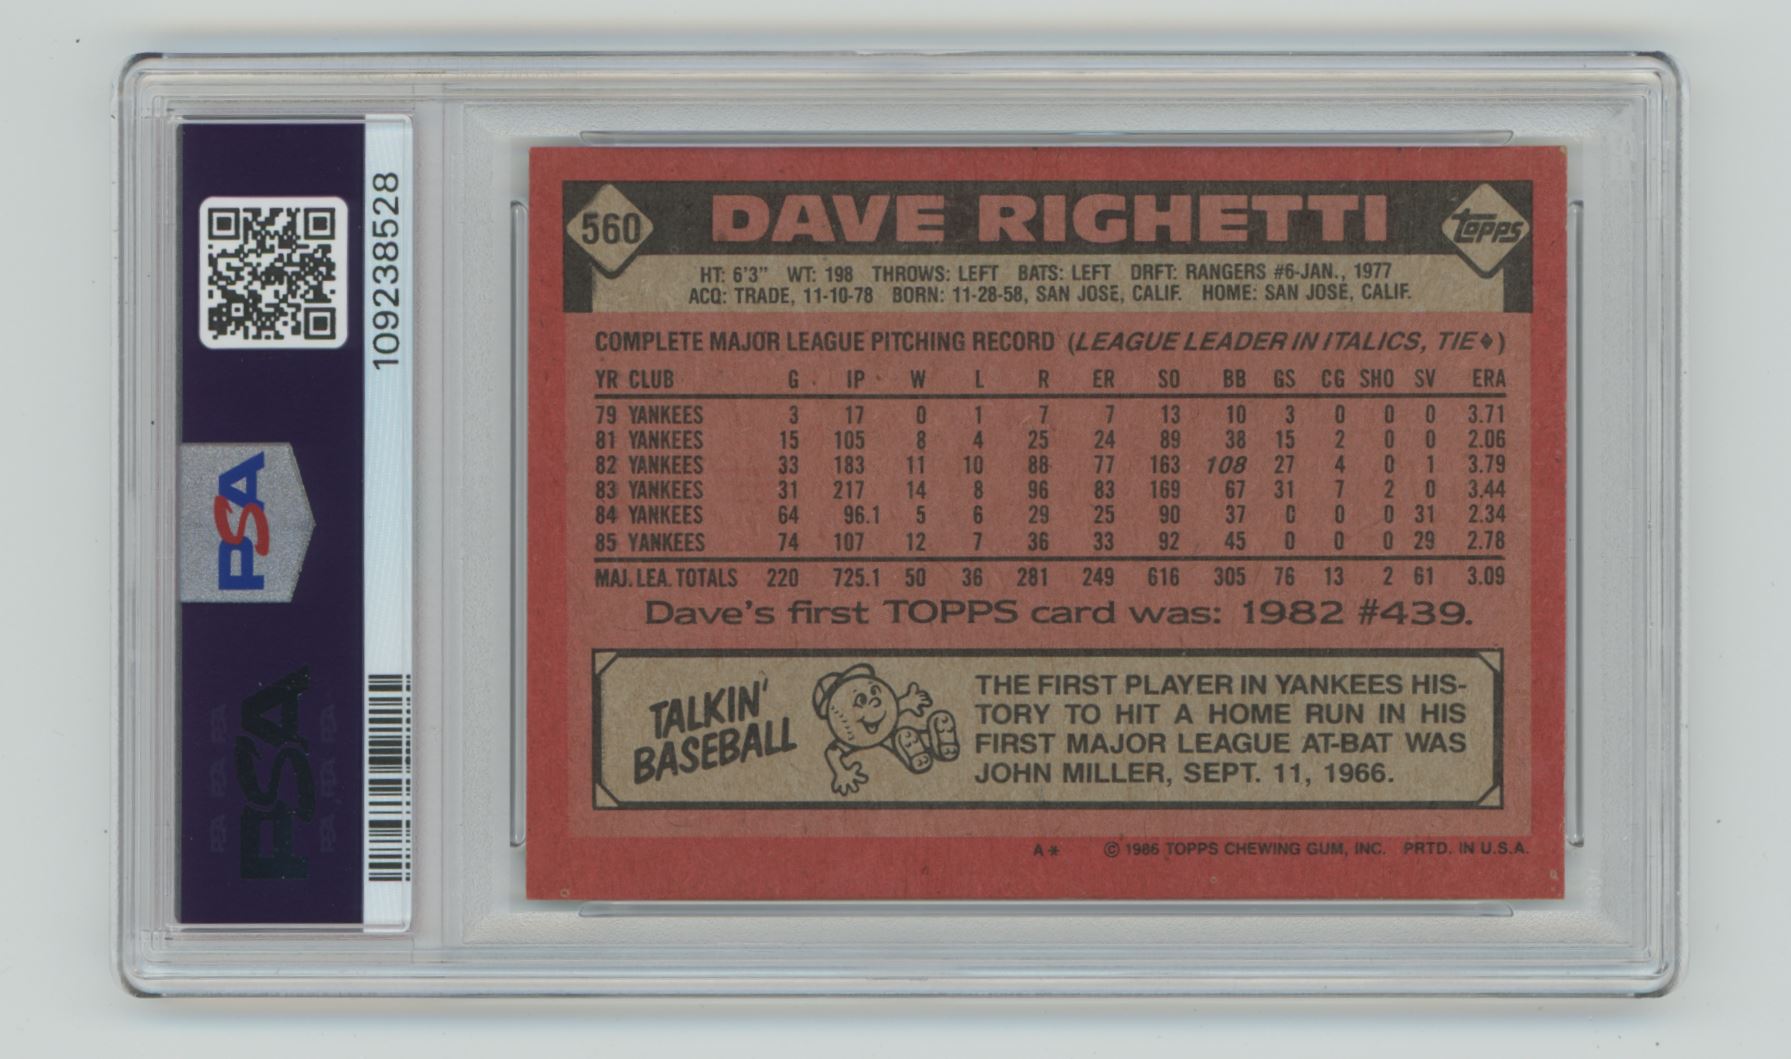 109238528
PSA
PSA
560 DAVE RIGHETTI topps
HT: 6'3" WT: 198 THROWS: LEFT BATS: LEFT DRFT: RANGERS #6-JAN., 1977
ACQ: TRADE, 11-10-78 BORN: 11-28-58, SAN JOSE, CALIF. HOME: SAN JOSE, CALIF.
COMPLETE MAJOR LEAGUE PITCHING RECORD (LEAGUE LEADER IN ITALICS, TIE♦)
YR CLUB G IP W L R ER SO BB GS CG SHO SV ERA
79 YANKEES 3 17 0 1 7 7 13 10 3 0 0 0 3.71
81 YANKEES 15 105 8 4 25 24 89 38 15 2 0 0 2.06
82 YANKEES 33 183 11 10 88 77 163 108 27 4 0 1 3.79
83 YANKEES 31 217 14 8 96 83 169 67 31 7 2 0 3.44
84 YANKEES 64 96.1 5 6 29 25 90 37 0 0 0 31 2.34
85 YANKEES 74 107 12 7 36 33 92 45 0 0 0 29 2.78
MAJ. LEA. TOTALS 220 725.1 50 36 281 249 616 305 76 13 2 61 3.09
Dave's first TOPPS card was: 1982 #439.
TALKIN'
BASEBALL
THE FIRST PLAYER IN YANKEES HIS-
TORY TO HIT A HOME RUN IN HIS
FIRST MAJOR LEAGUE AT-BAT WAS
JOHN MILLER, SEPT. 11, 1966.
A* © 1986 TOPPS CHEWING GUM, INC. PRTD. IN U.S.A.